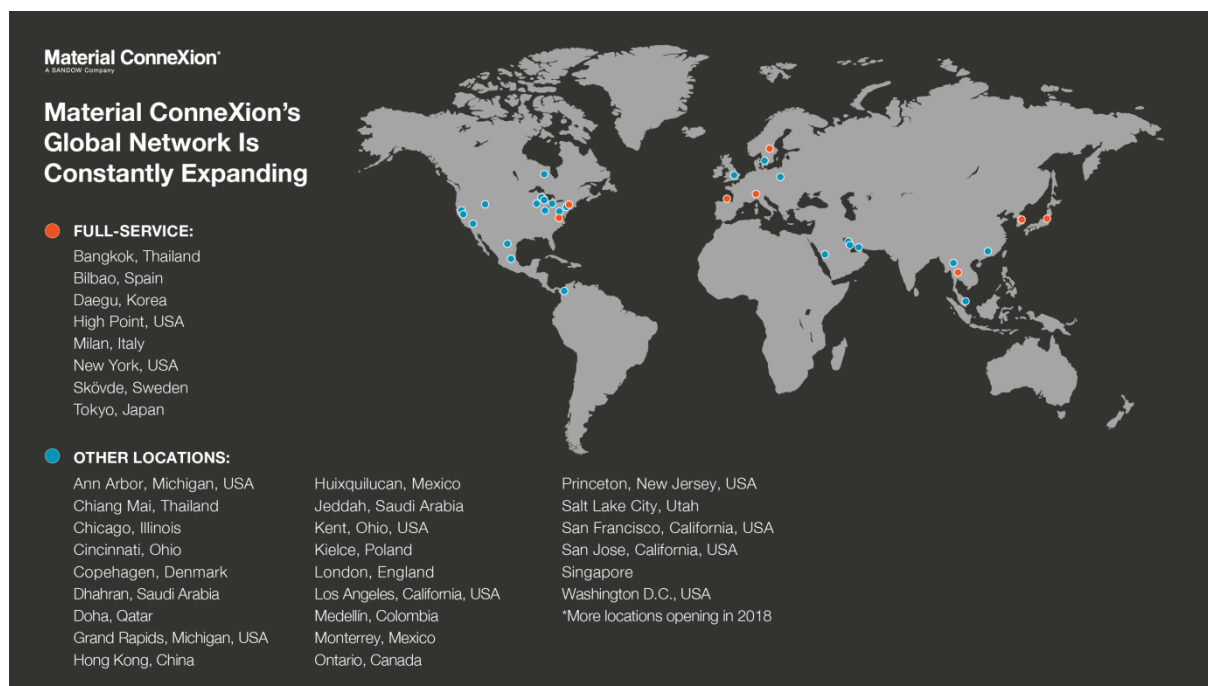 Material ConneXion*
A SANDOW Company
Material ConneXion's
Global Network Is
Constantly Expanding
FULL-SERVICE:
Bangkok, Thailand
Bilbao, Spain
Daegu, Korea
High Point, USA
Milan, Italy
New York, USA
Skövde, Sweden
Tokyo, Japan
OTHER LOCATIONS:
Ann Arbor, Michigan, USA
Chiang Mai, Thailand
Chicago, Illinois
Cincinnati, Ohio
Copehagen, Denmark
Dhahran, Saudi Arabia
Doha, Qatar
Grand Rapids, Michigan, USA
Hong Kong, China
Huixquilucan, Mexico
Jeddah, Saudi Arabia
Kent, Ohio, USA
Kielce, Poland
London, England
Los Angeles, California, USA
Medellín, Colombia
Monterrey, Mexico
Ontario, Canada
Princeton, New Jersey, USA
Salt Lake City, Utah
San Francisco, California, USA
San Jose, California, USA
Singapore
Washington D.C., USA
*More locations opening in 2018